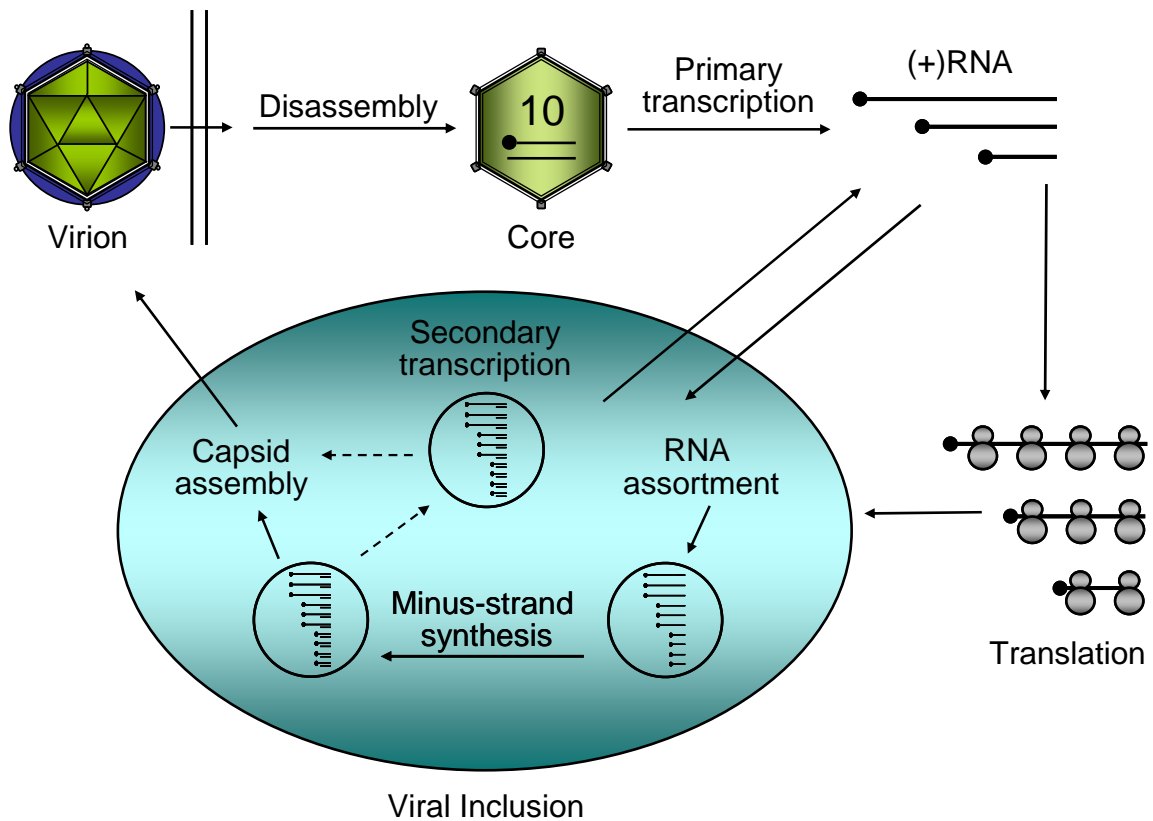 Disassembly
Primary
transcription
(+)RNA
10
Virion
Core
Secondary
transcription
Capsid
assembly
RNA
assortment
Minus-strand
synthesis
Translation
Viral Inclusion